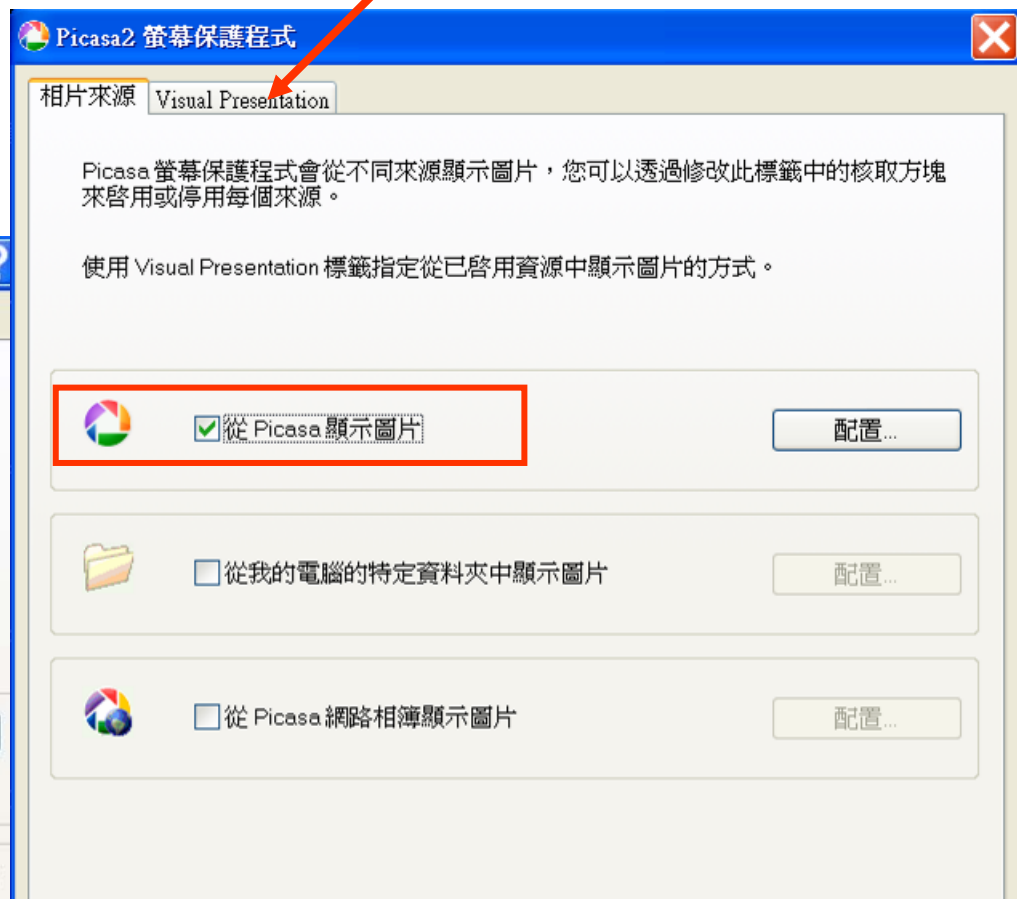 Picasa2 螢幕保護程式
相片來源 Visual Presentation
Picasa 螢幕保護程式會從不同來源顯示圖片，您可以透過修改此標籤中的核取方塊
來啓用或停用每個來源。
使用 Visual Presentation 標籤指定從已啓用資源中顯示圖片的方式。
從 Picasa 顯示圖片 配置...
從我的電腦的特定資料夾中顯示圖片 配置...
從 Picasa 網路相簿顯示圖片 配置...